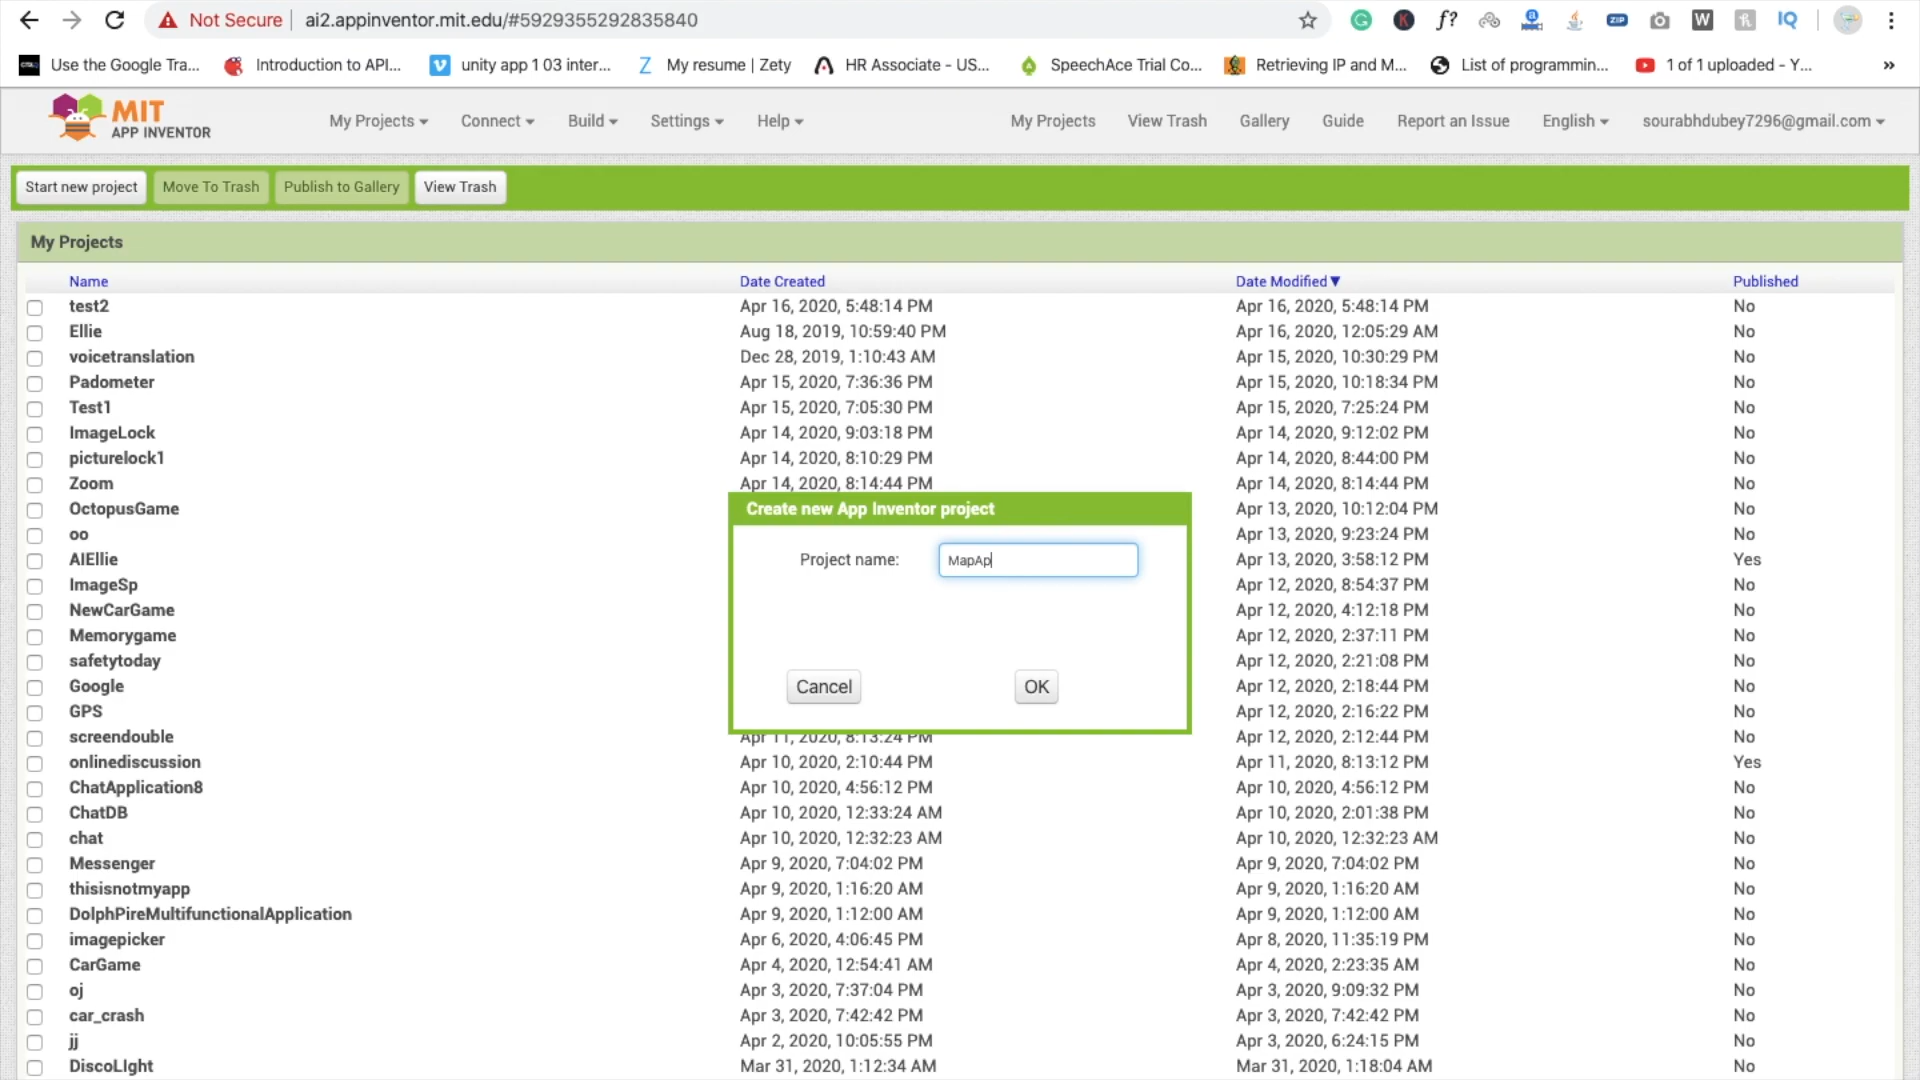 Not Secure ai2.appinventor.mit.edu/#5929355292835840
Use the Google Tra... Introduction to API... unity app 1 03 inter... My resume | Zety HR Associate - US... SpeechAce Trial Co... Retrieving IP and M... List of programmin... 1 of 1 uploaded - Y... »
MIT
APP INVENTOR
My Projects Connect Build Settings Help My Projects View Trash Gallery Guide Report an Issue English sourabhdubey7296@gmail.com
Start new project Move To Trash Publish to Gallery View Trash
My Projects
Name Date Created Date Modified Published
test2 Apr 16, 2020, 5:48:14 PM Apr 16, 2020, 5:48:14 PM No
Ellie Aug 18, 2019, 10:59:40 PM Apr 16, 2020, 12:05:29 AM No
voicetranslation Dec 28, 2019, 1:10:43 AM Apr 15, 2020, 10:30:29 PM No
Padometer Apr 15, 2020, 7:36:36 PM Apr 15, 2020, 10:18:34 PM No
Test1 Apr 15, 2020, 7:05:30 PM Apr 15, 2020, 7:25:24 PM No
ImageLock Apr 14, 2020, 9:03:18 PM Apr 14, 2020, 9:12:02 PM No
picturelock1 Apr 14, 2020, 8:10:29 PM Apr 14, 2020, 8:44:00 PM No
Zoom Apr 14, 2020, 8:14:44 PM Apr 14, 2020, 8:14:44 PM No
OctopusGame Apr 13, 2020, 10:12:04 PM No
oo Apr 13, 2020, 9:23:24 PM No
AIEllie Apr 13, 2020, 3:58:12 PM Yes
ImageSp Apr 12, 2020, 8:54:37 PM No
NewCarGame Apr 12, 2020, 4:12:18 PM No
Memorygame Apr 12, 2020, 2:37:11 PM No
safetytoday Apr 12, 2020, 2:21:08 PM No
Google Apr 12, 2020, 2:18:44 PM No
GPS Apr 12, 2020, 2:16:22 PM No
Create new App Inventor project
Project name: MapAp
Cancel OK
screendouble Apr 11, 2020, 8:13:24 PM Apr 12, 2020, 2:12:44 PM No
onlinediscussion Apr 10, 2020, 2:10:44 PM Apr 11, 2020, 8:13:12 PM Yes
ChatApplication8 Apr 10, 2020, 4:56:12 PM Apr 10, 2020, 4:56:12 PM No
ChatDB Apr 10, 2020, 12:33:24 AM Apr 10, 2020, 2:01:38 PM No
chat Apr 10, 2020, 12:32:23 AM Apr 10, 2020, 12:32:23 AM No
Messenger Apr 9, 2020, 7:04:02 PM Apr 9, 2020, 7:04:02 PM No
thisisnotmyapp Apr 9, 2020, 1:16:20 AM Apr 9, 2020, 1:16:20 AM No
DolphPireMultifunctionalApplication Apr 9, 2020, 1:12:00 AM Apr 9, 2020, 1:12:00 AM No
imagepicker Apr 6, 2020, 4:06:45 PM Apr 8, 2020, 11:35:19 PM No
CarGame Apr 4, 2020, 12:54:41 AM Apr 4, 2020, 2:23:35 AM No
oj Apr 3, 2020, 7:37:04 PM Apr 3, 2020, 9:09:32 PM No
car_crash Apr 3, 2020, 7:42:42 PM Apr 3, 2020, 7:42:42 PM No
jj Apr 2, 2020, 10:05:55 PM Apr 3, 2020, 6:24:15 PM No
DiscoLIght Mar 31, 2020, 1:12:34 AM Mar 31, 2020, 1:18:04 AM No